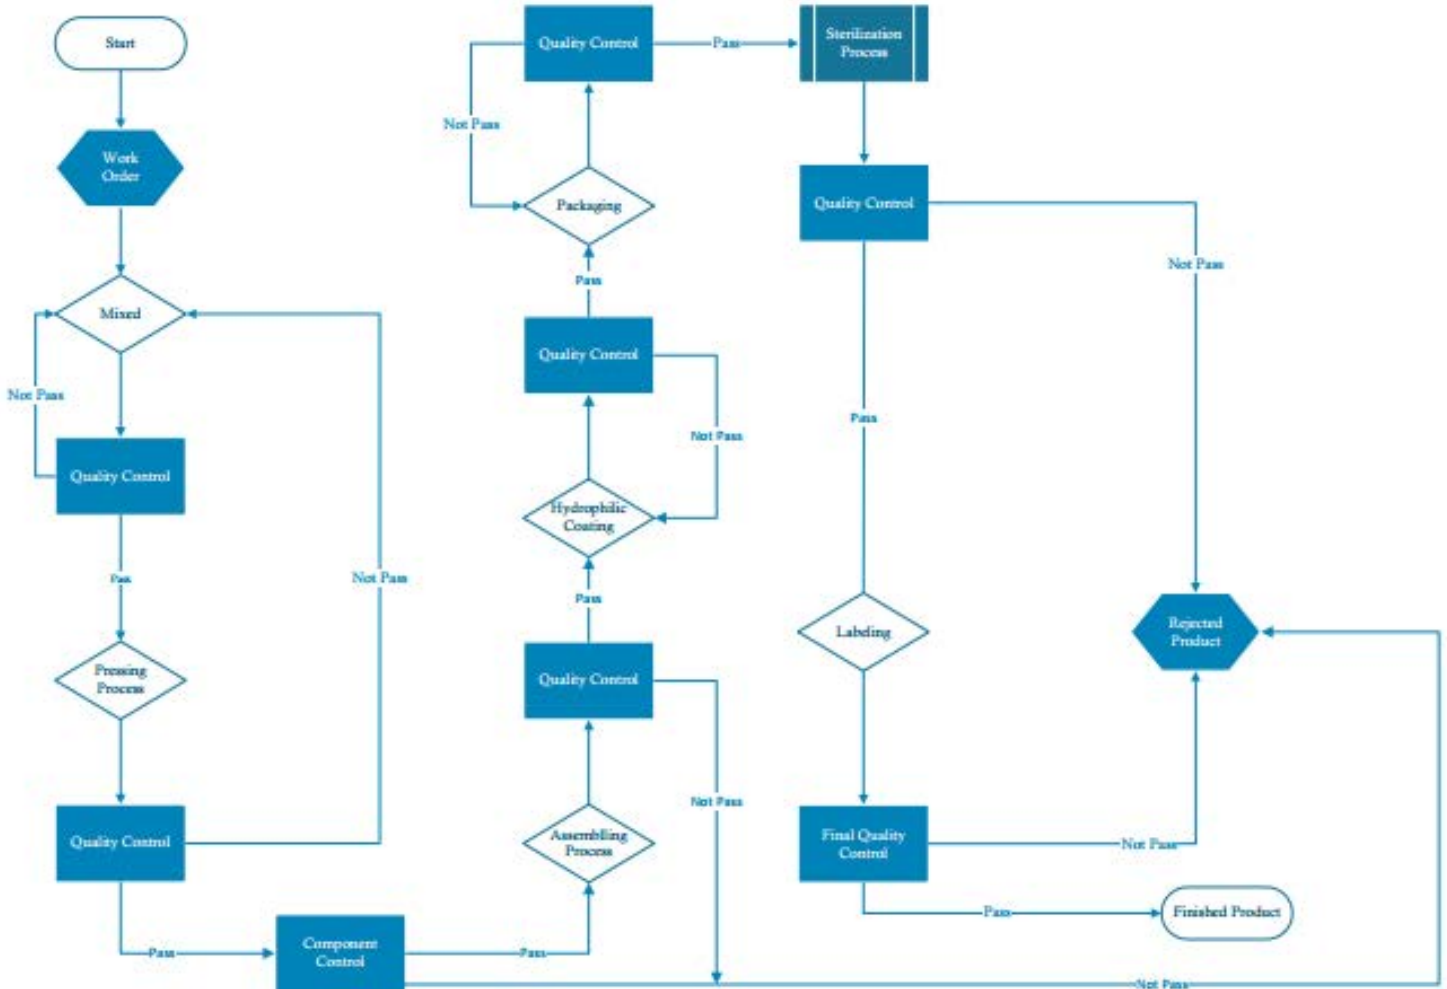 Start
Work
Order
Mixed
Not Pass
Quality Control
Pass
Pressing
Process
Not Pass
Quality Control
Pass
Component
Control
Pass
Assemblling
Process
Not Pass
Quality Control
Pass
Hydrophilic
Coating
Not Pass
Quality Control
Pass
Packaging
Not Pass
Quality Control
Pass
Sterilization
Process
Quality Control
Not Pass
Pass
Labeling
Rejected
Product
Final Quality
Control
Not Pass
Pass
Finished Product
Not Pass